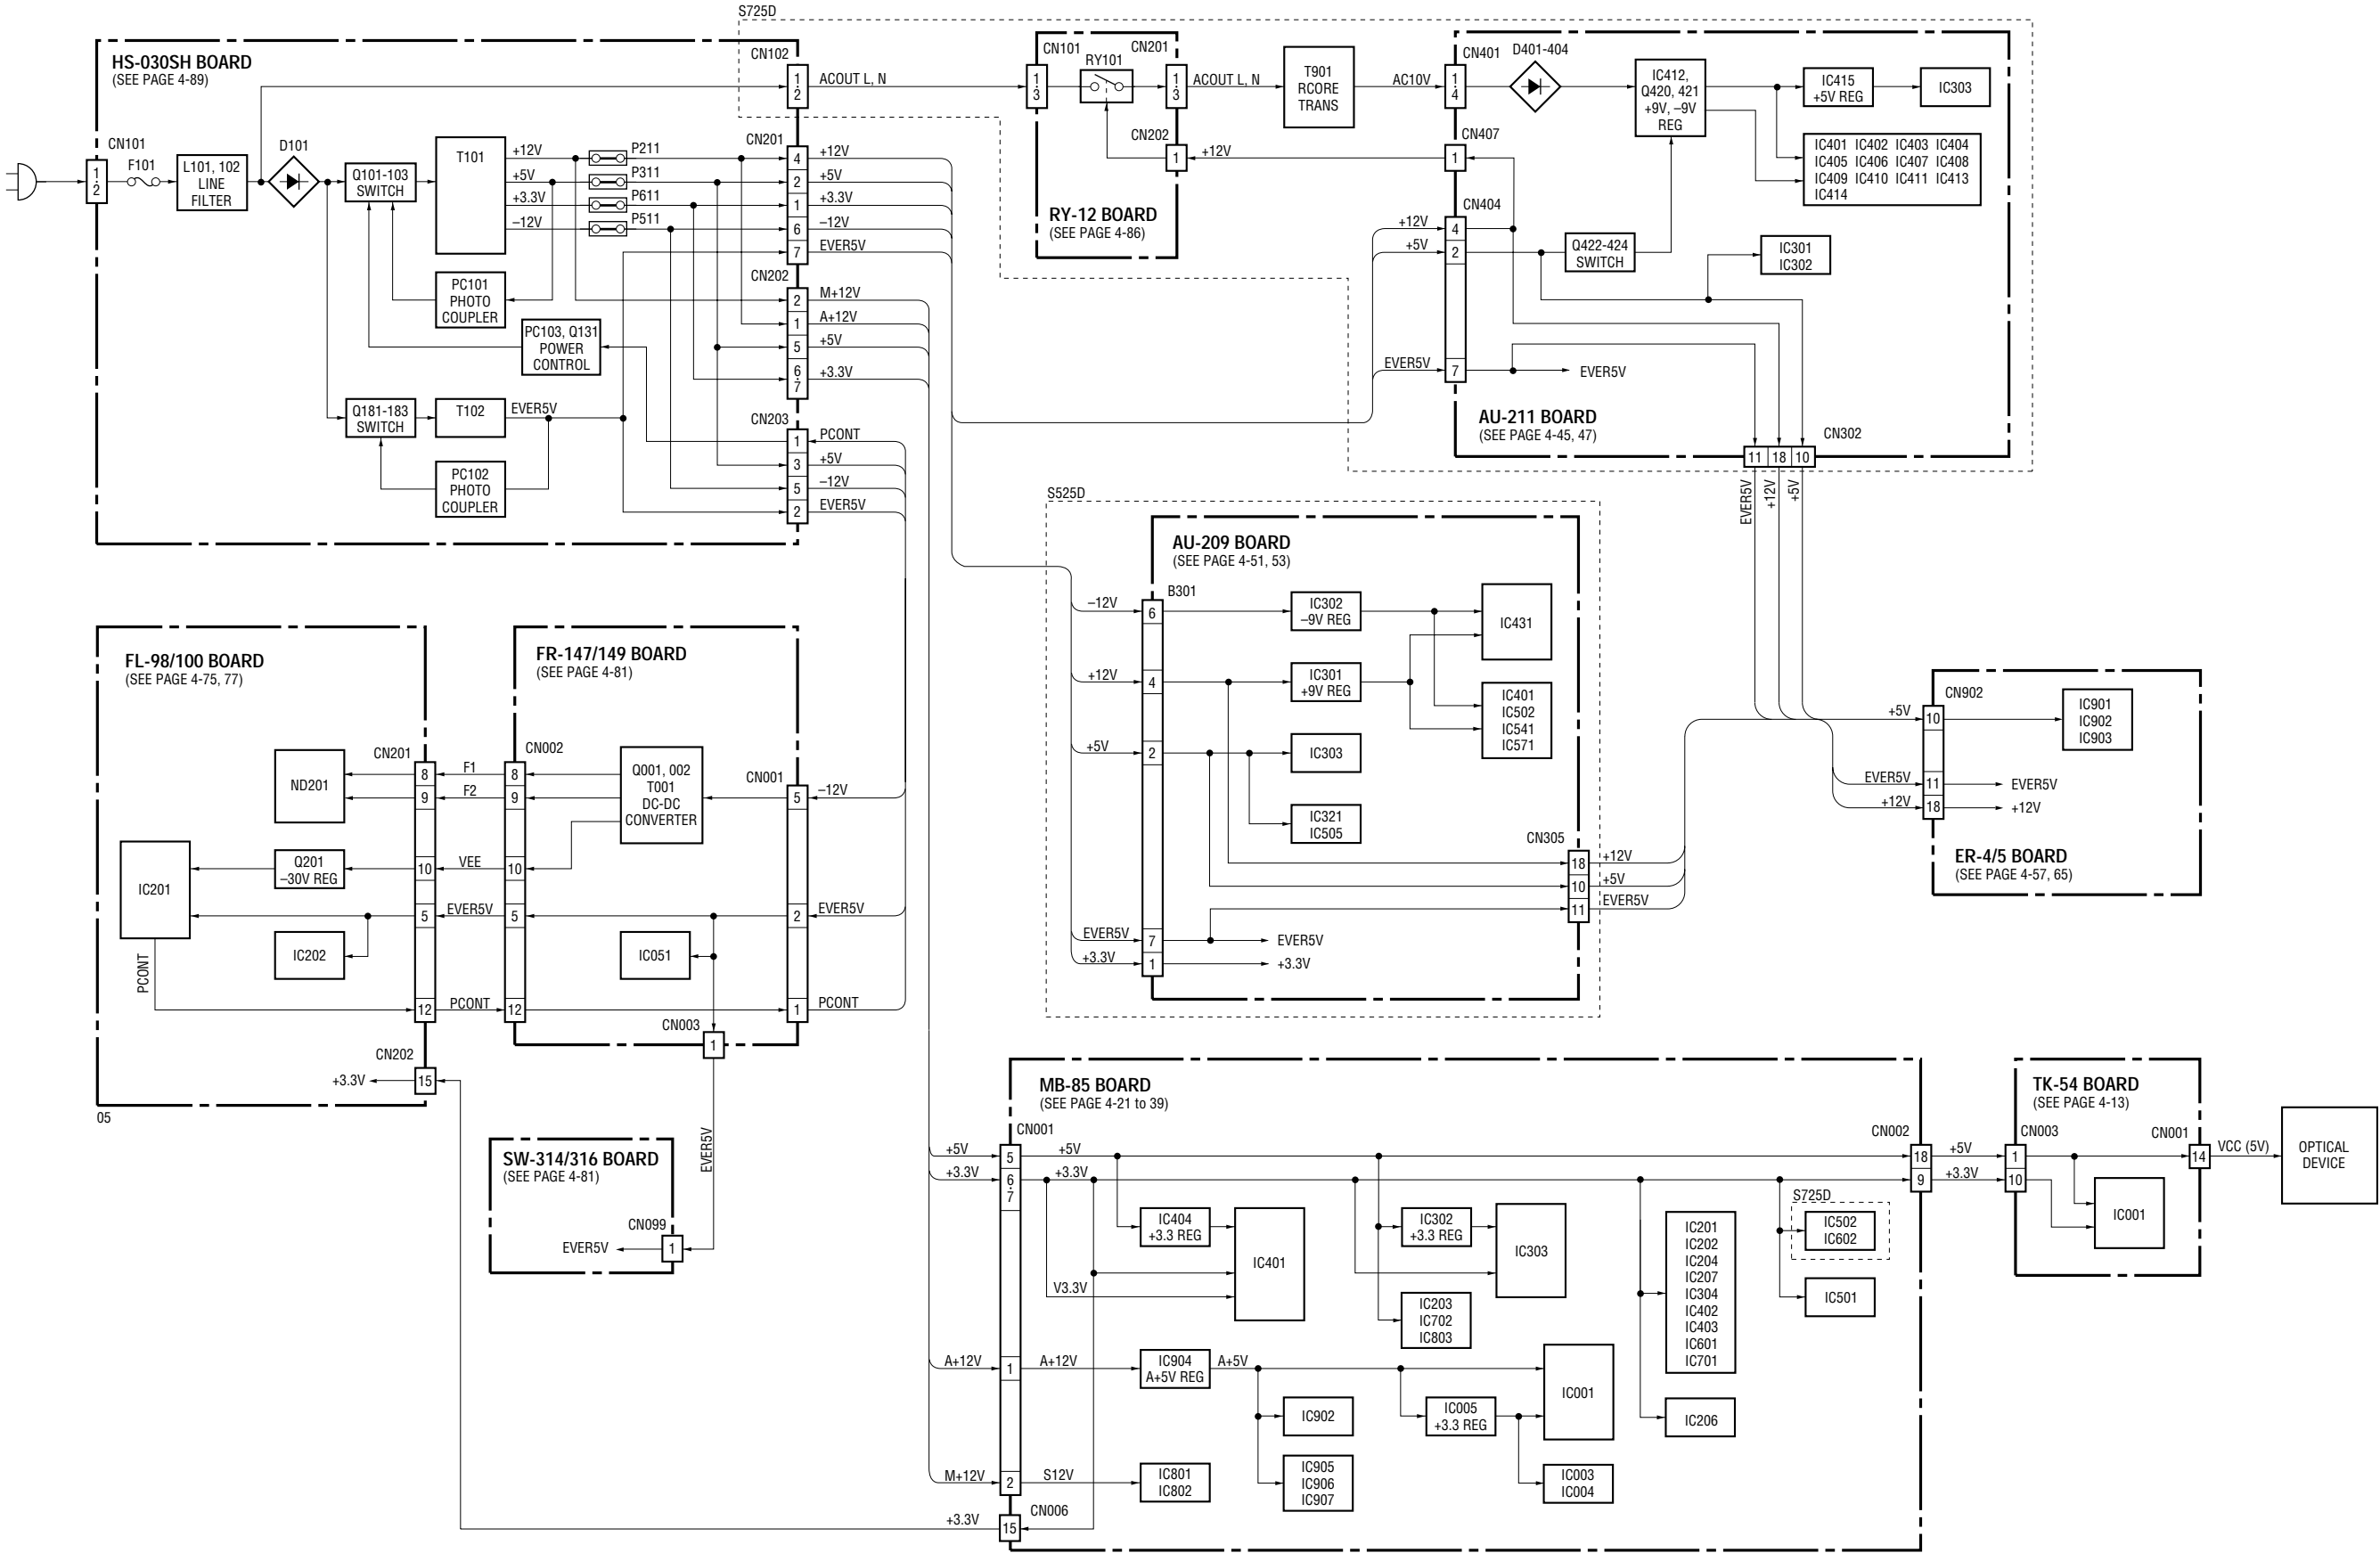 S725D
HS-030SH BOARD
(SEE PAGE 4-89)
CN101
1
2
F101
L101, 102
LINE
FILTER
D101
Q101-103
SWITCH
T101
+12V
+5V
+3.3V
–12V
P211
P311
P611
P511
PC101
PHOTO
COUPLER
PC103, Q131
POWER
CONTROL
Q181-183
SWITCH
T102
EVER5V
PC102
PHOTO
COUPLER
CN102
1
2
ACOUT L, N
CN201
4
+12V
2
+5V
1
+3.3V
6
–12V
7
EVER5V
CN202
2
M+12V
1
A+12V
5
+5V
6
7
+3.3V
CN203
1
PCONT
3
+5V
5
–12V
2
EVER5V
CN101
1
3
RY101
CN201
1
3
CN202
1
RY-12 BOARD
(SEE PAGE 4-86)
ACOUT L, N
+12V
T901
RCORE
TRANS
AC10V
CN401
1
4
D401-404
IC412,
Q420, 421
+9V, –9V
REG
IC415
+5V REG
IC303
IC401 IC402 IC403 IC404
IC405 IC406 IC407 IC408
IC409 IC410 IC411 IC413
IC414
CN407
1
CN404
+12V
4
+5V
2
Q422-424
SWITCH
IC301
IC302
EVER5V
7
EVER5V
AU-211 BOARD
(SEE PAGE 4-45, 47)
CN302
11
18
10
EVER5V
+12V
+5V
S525D
AU-209 BOARD
(SEE PAGE 4-51, 53)
B301
–12V
6
IC302
–9V REG
IC431
+12V
4
IC301
+9V REG
IC401
IC502
IC541
IC571
+5V
2
IC303
IC321
IC505
CN305
18
+12V
10
+5V
11
EVER5V
EVER5V
7
EVER5V
+3.3V
1
+3.3V
CN902
+5V
10
IC901
IC902
IC903
EVER5V
11
EVER5V
+12V
18
+12V
ER-4/5 BOARD
(SEE PAGE 4-57, 65)
FL-98/100 BOARD
(SEE PAGE 4-75, 77)
ND201
IC201
Q201
–30V REG
IC202
PCONT
CN201
8
9
10
5
12
F1
F2
VEE
EVER5V
PCONT
CN202
15
+3.3V
05
FR-147/149 BOARD
(SEE PAGE 4-81)
CN002
8
9
10
5
12
Q001, 002
T001
DC-DC
CONVERTER
IC051
CN001
5
–12V
2
EVER5V
1
PCONT
CN003
1
EVER5V
SW-314/316 BOARD
(SEE PAGE 4-81)
CN099
1
EVER5V
MB-85 BOARD
(SEE PAGE 4-21 to 39)
CN001
+5V
5
+5V
+3.3V
6
7
+3.3V
V3.3V
IC404
+3.3 REG
IC401
IC302
+3.3 REG
IC303
IC203
IC702
IC803
IC201
IC202
IC204
IC207
IC304
IC402
IC403
IC601
IC701
IC206
S725D
IC502
IC602
IC501
A+12V
1
A+12V
IC904
A+5V REG
A+5V
IC902
IC905
IC906
IC907
IC005
+3.3 REG
IC001
IC003
IC004
M+12V
2
S12V
IC801
IC802
CN006
+3.3V
15
CN002
18
+5V
9
+3.3V
TK-54 BOARD
(SEE PAGE 4-13)
CN003
1
10
IC001
CN001
14
VCC (5V)
OPTICAL
DEVICE